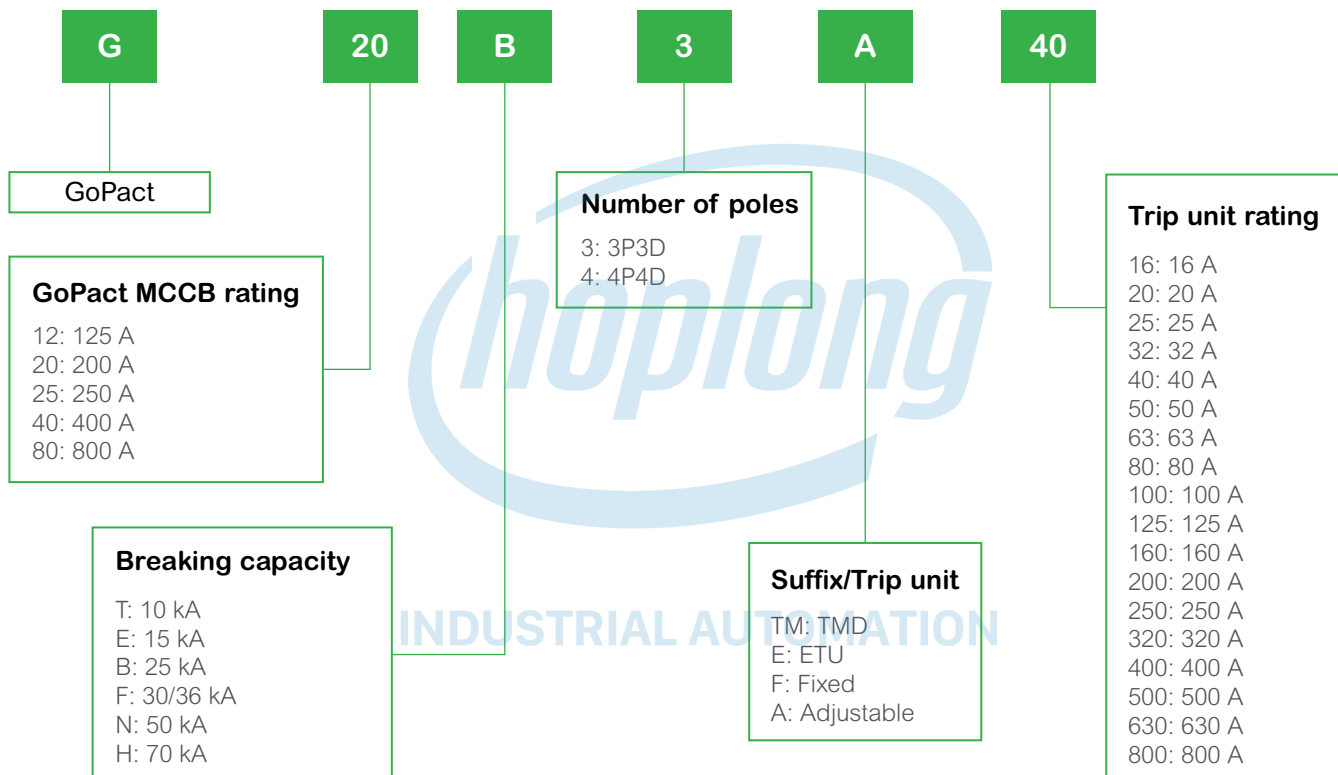 G 20 B 3 A 40
GoPact
GoPact MCCB rating
12: 125 A
20: 200 A
25: 250 A
40: 400 A
80: 800 A
Breaking capacity
T: 10 kA
E: 15 kA
B: 25 kA
F: 30/36 kA
N: 50 kA
H: 70 kA
Number of poles
3: 3P3D
4: 4P4D
Suffix/Trip unit
TM: TMD
E: ETU
F: Fixed
A: Adjustable
Trip unit rating
16: 16 A
20: 20 A
25: 25 A
32: 32 A
40: 40 A
50: 50 A
63: 63 A
80: 80 A
100: 100 A
125: 125 A
160: 160 A
200: 200 A
250: 250 A
320: 320 A
400: 400 A
500: 500 A
630: 630 A
800: 800 A
hoplong
INDUSTRIAL AUTOMATION